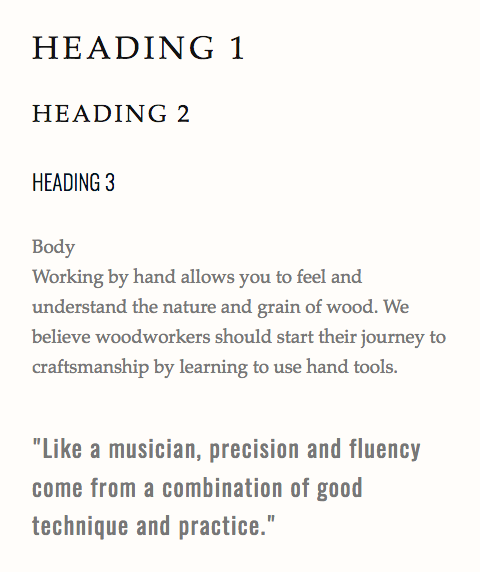 HEADING 1
HEADING 2
HEADING 3
Body
Working by hand allows you to feel and
understand the nature and grain of wood. We
believe woodworkers should start their journey to
craftsmanship by learning to use hand tools.
"Like a musician, precision and fluency
come from a combination of good
technique and practice."